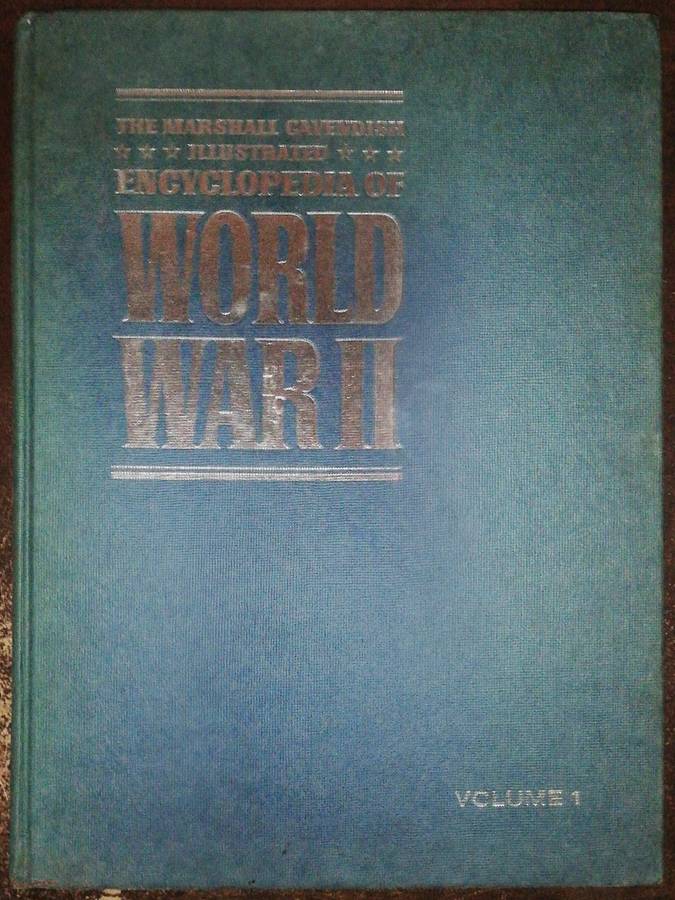 THE MARSHALL CAVENDISH
★ ★ ★ ILLUSTRATED ★ ★ ★
ENCYCLOPEDIA OF
WORLD
WAR II
VOLUME 1